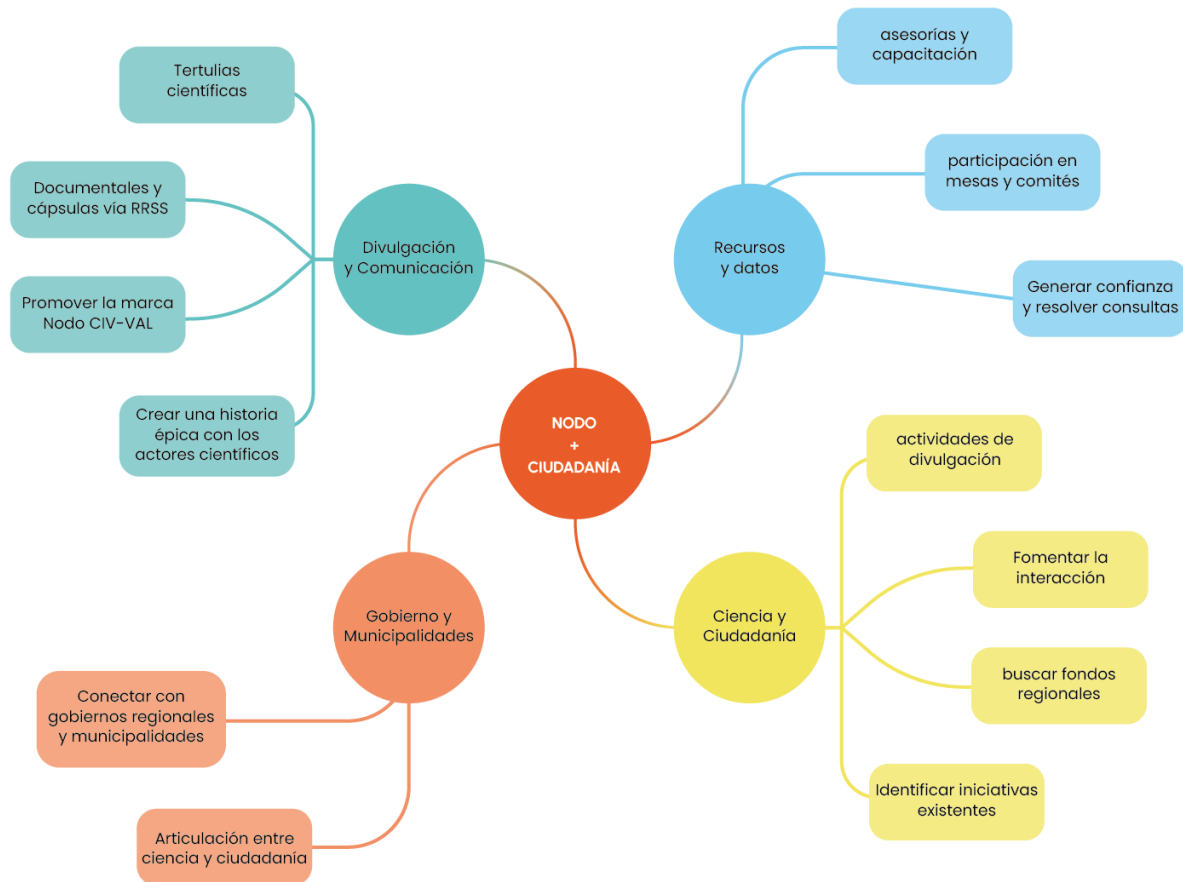 NODO
+
CIUDADANÍA
Divulgación
y Comunicación
Tertulias
científicas
Documentales y
cápsulas vía RRSS
Promover la marca
Nodo CIV-VAL
Crear una historia
épica con los
actores científicos
Recursos
y datos
asesorías y
capacitación
participación en
mesas y comités
Generar confianza
y resolver consultas
Gobierno y
Municipalidades
Conectar con
gobiernos regionales
y municipalidades
Articulación entre
ciencia y ciudadanía
Ciencia y
Ciudadanía
actividades de
divulgación
Fomentar la
interacción
buscar fondos
regionales
Identificar iniciativas
existentes